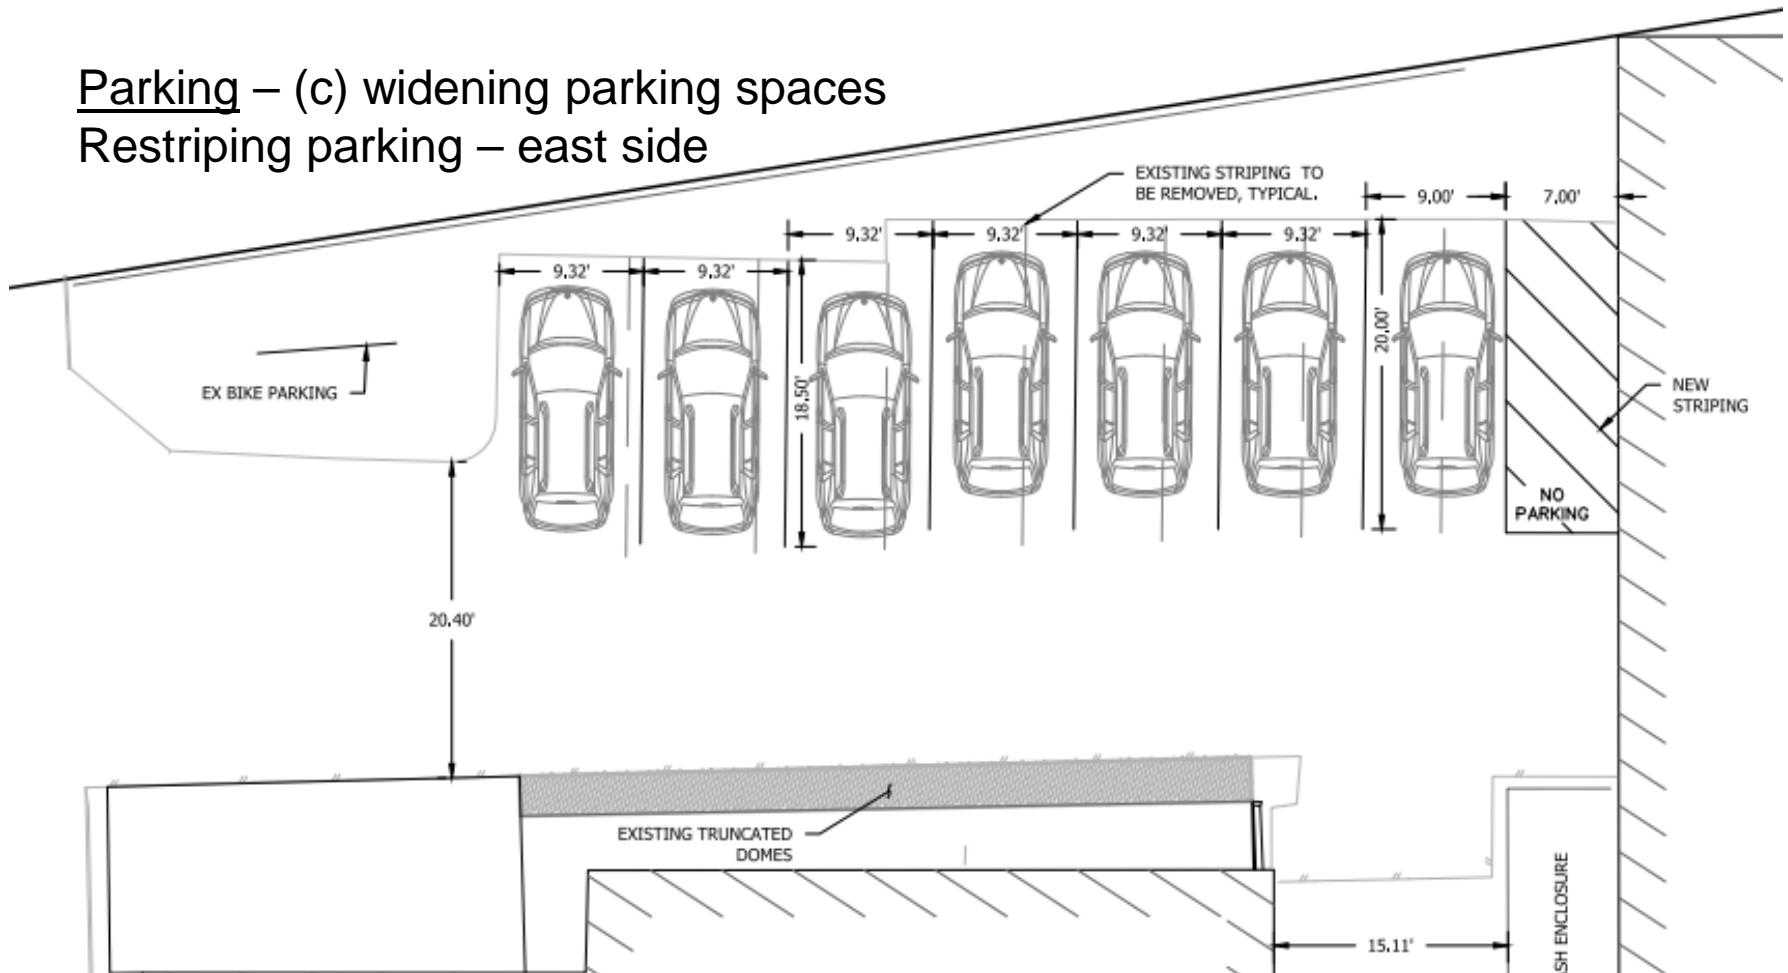 Parking – (c) widening parking spaces
Restriping parking – east side
EXISTING STRIPING TO
BE REMOVED, TYPICAL.
9.00'
7.00'
9.32'
9.32'
9.32'
9.32'
9.32'
9.32'
20.00'
18.50'
EX BIKE PARKING
NEW
STRIPING
NO
PARKING
20.40'
EXISTING TRUNCATED
DOMES
15.11'
SH ENCLOSURE